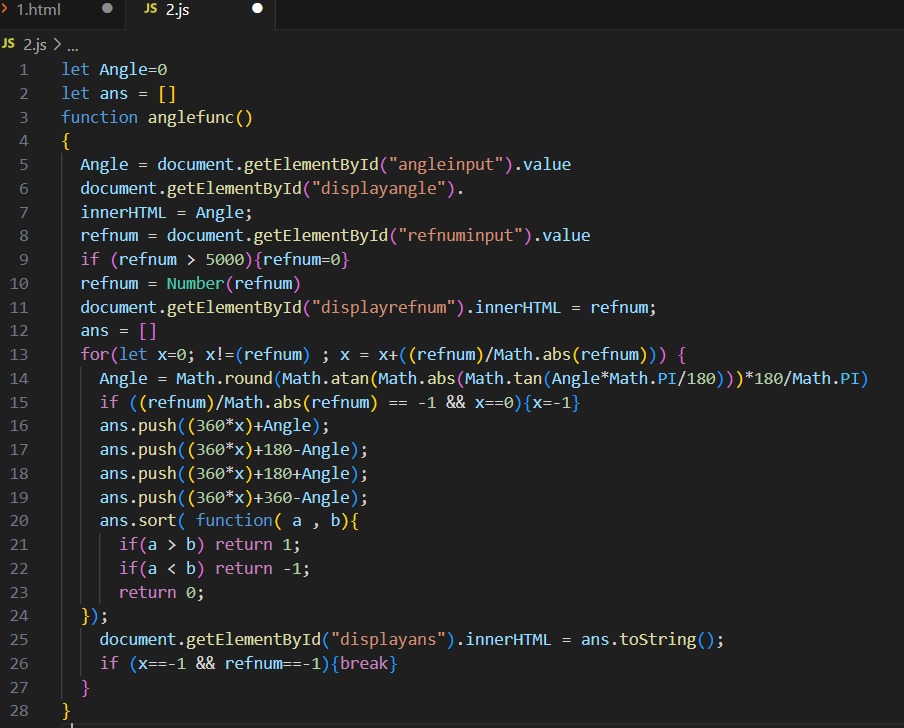 1.html ● JS 2.js ●
JS 2.js > ...
1 let Angle=0
2 let ans = []
3 function anglefunc()
4 {
5 Angle = document.getElementById("angleinput").value
6 document.getElementById("displayangle").
7 innerHTML = Angle;
8 refnum = document.getElementById("refnuminput").value
9 if (refnum > 5000){refnum=0}
10 refnum = Number(refnum)
11 document.getElementById("displayrefnum").innerHTML = refnum;
12 ans = []
13 for(let x=0; x!=(refnum) ; x = x+((refnum)/Math.abs(refnum))) {
14 Angle = Math.round(Math.atan(Math.abs(Math.tan(Angle*Math.PI/180)))*180/Math.PI)
15 if ((refnum)/Math.abs(refnum) == -1 && x==0){x=-1}
16 ans.push((360*x)+Angle);
17 ans.push((360*x)+180-Angle);
18 ans.push((360*x)+180+Angle);
19 ans.push((360*x)+360-Angle);
20 ans.sort( function( a , b){
21 if(a > b) return 1;
22 if(a < b) return -1;
23 return 0;
24 });
25 document.getElementById("displayans").innerHTML = ans.toString();
26 if (x==-1 && refnum==-1){break}
27 }
28 }